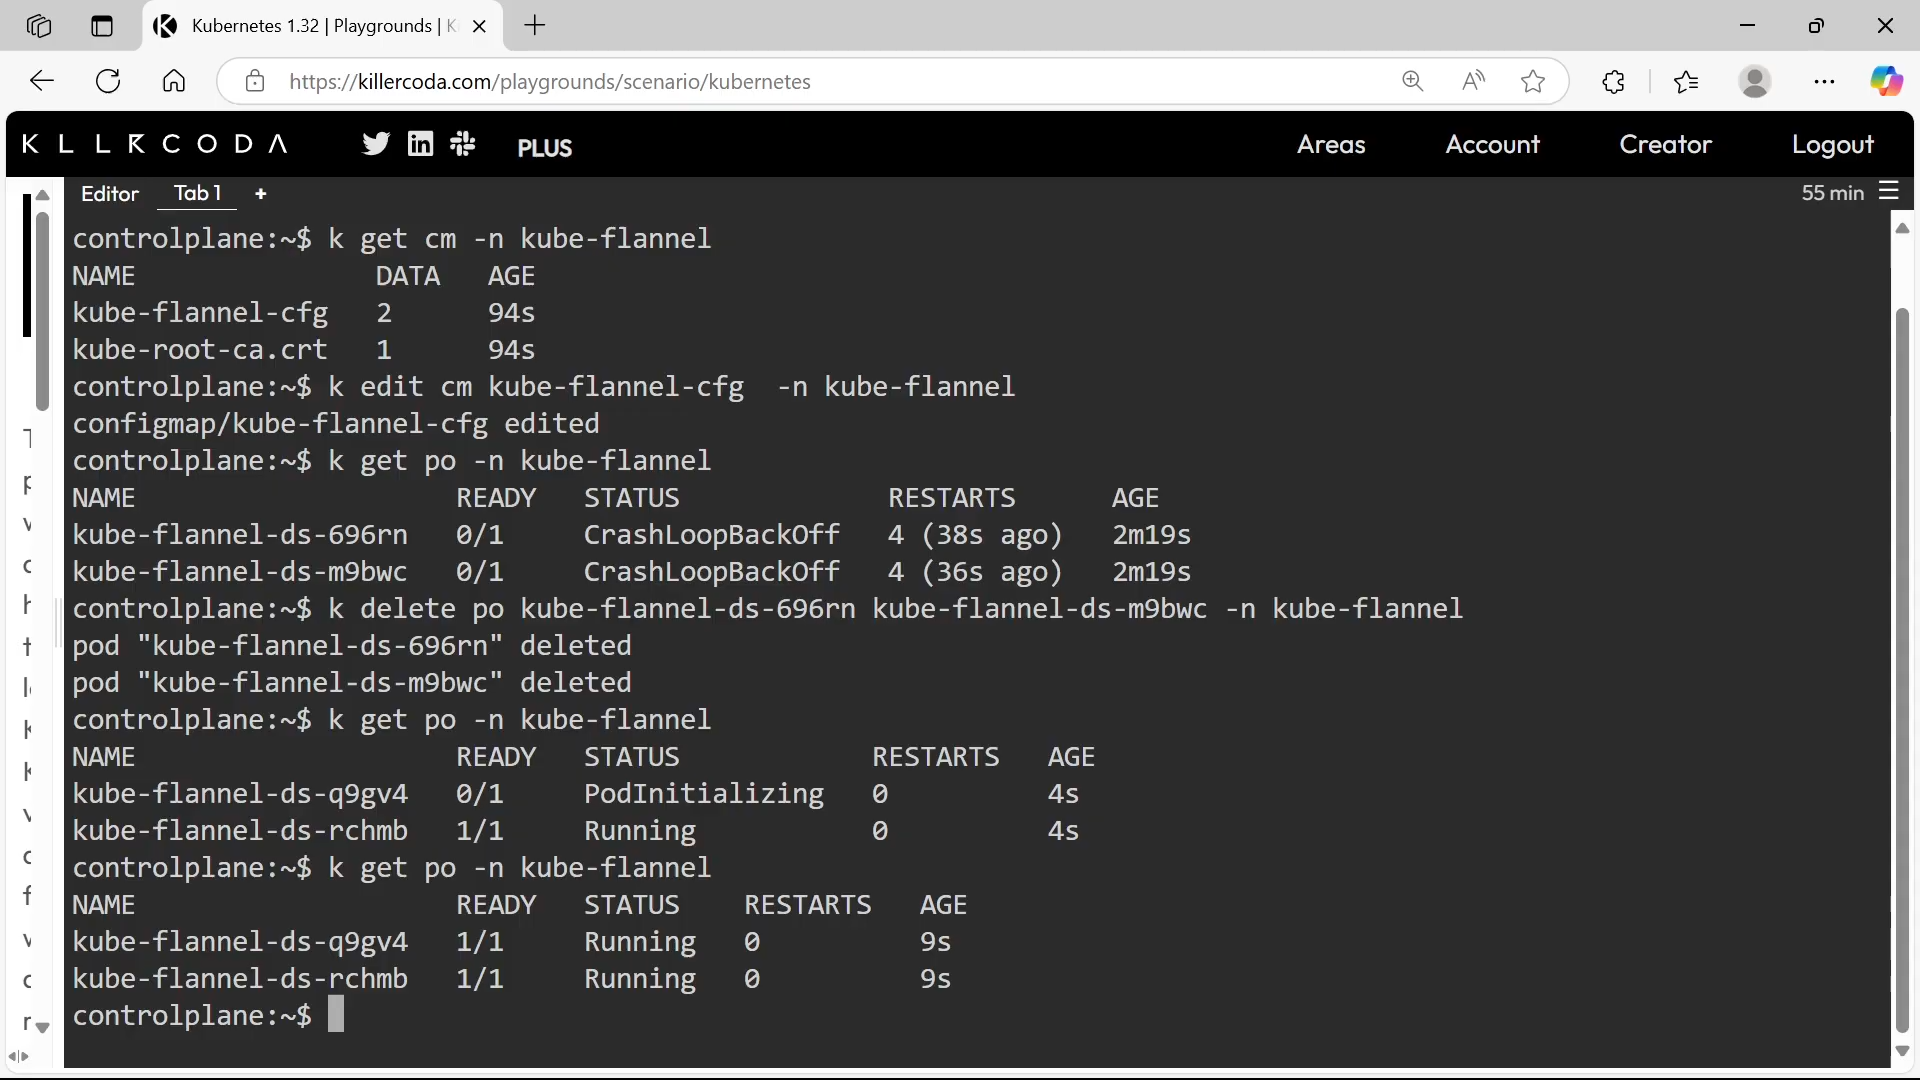 Kubernetes 1.32 | Playgrounds | K
https://killercoda.com/playgrounds/scenario/kubernetes
KILLERCODA
PLUS
Areas
Account
Creator
Logout
Editor
Tab 1
+
55 min
controlplane:~$ k get cm -n kube-flannel
NAME DATA AGE
kube-flannel-cfg 2 94s
kube-root-ca.crt 1 94s
controlplane:~$ k edit cm kube-flannel-cfg  -n kube-flannel
configmap/kube-flannel-cfg edited
controlplane:~$ k get po -n kube-flannel
NAME READY STATUS RESTARTS AGE
kube-flannel-ds-696rn 0/1 CrashLoopBackOff 4 (38s ago) 2m19s
kube-flannel-ds-m9bwc 0/1 CrashLoopBackOff 4 (36s ago) 2m19s
controlplane:~$ k delete po kube-flannel-ds-696rn kube-flannel-ds-m9bwc -n kube-flannel
pod "kube-flannel-ds-696rn" deleted
pod "kube-flannel-ds-m9bwc" deleted
controlplane:~$ k get po -n kube-flannel
NAME READY STATUS RESTARTS AGE
kube-flannel-ds-q9gv4 0/1 PodInitializing 0 4s
kube-flannel-ds-rchmb 1/1 Running 0 4s
controlplane:~$ k get po -n kube-flannel
NAME READY STATUS RESTARTS AGE
kube-flannel-ds-q9gv4 1/1 Running 0 9s
kube-flannel-ds-rchmb 1/1 Running 0 9s
controlplane:~$